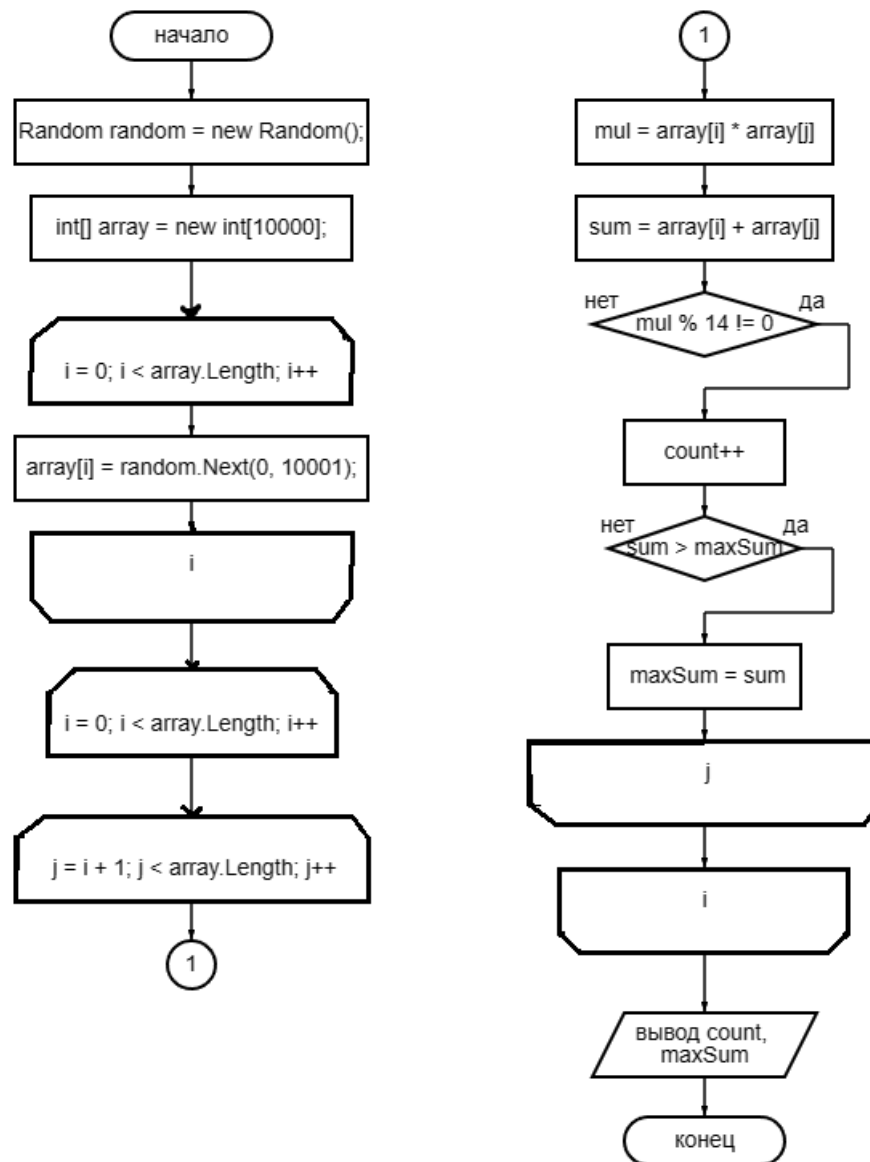 начало
Random random = new Random();
int[] array = new int[10000];
i = 0; i < array.Length; i++
array[i] = random.Next(0, 10001);
i
i = 0; i < array.Length; i++
j = i + 1; j < array.Length; j++
1
1
mul = array[i] * array[j]
sum = array[i] + array[j]
нет
да
mul % 14 != 0
count++
нет
да
sum > maxSum
maxSum = sum
j
i
вывод count,
maxSum
конец